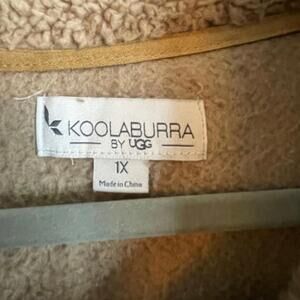 KOOLABURRA
BY UGG
1X
Made in China